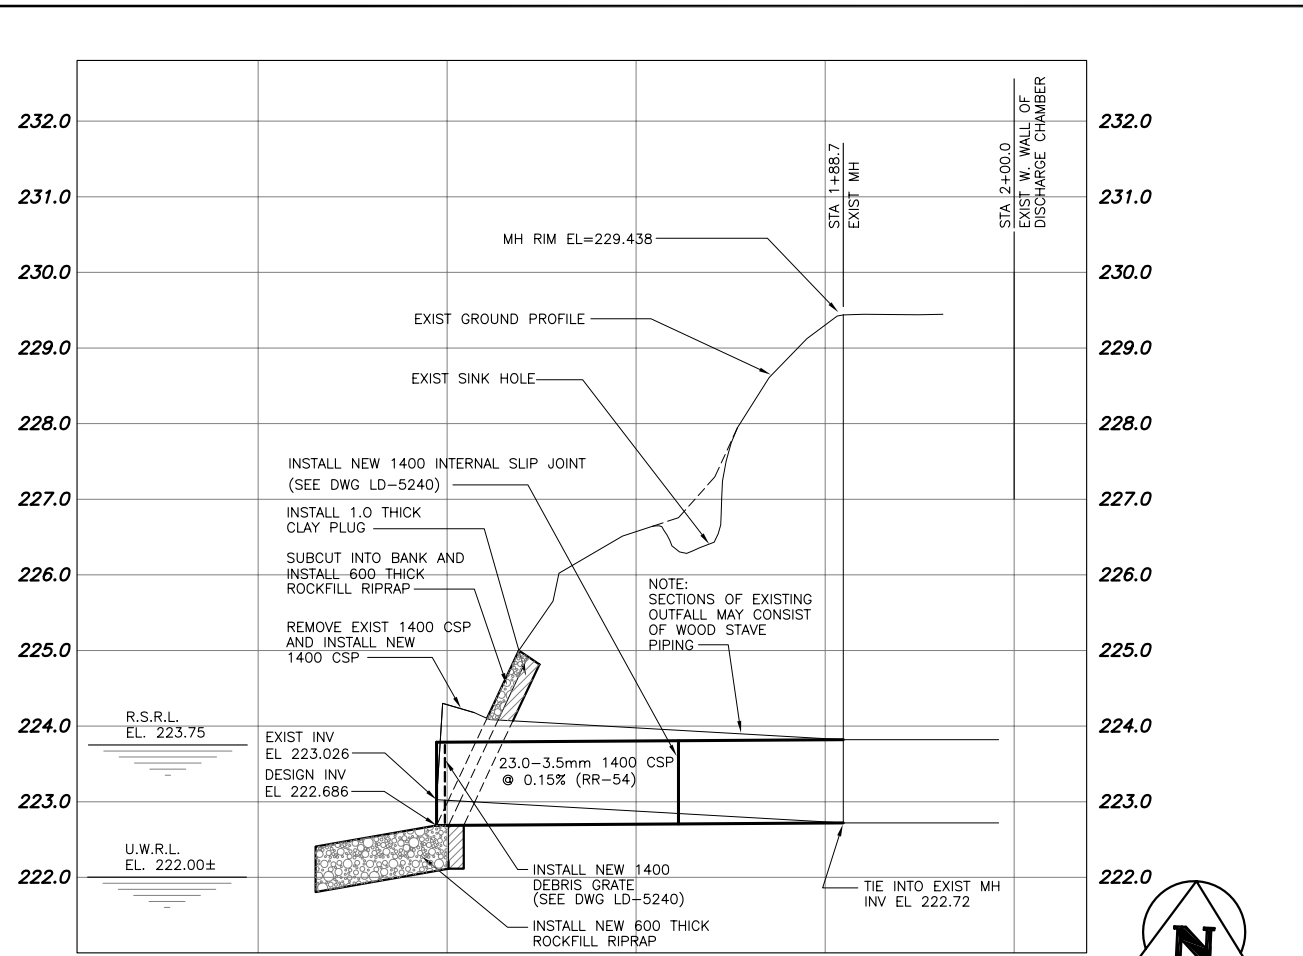 232.0
232.0
231.0
231.0
230.0
230.0
229.0
229.0
228.0
228.0
227.0
227.0
226.0
226.0
225.0
225.0
224.0
224.0
223.0
223.0
222.0
222.0
STA 1+88.7
EXIST MH
STA 2+00.0
EXIST W. WALL OF
DISCHARGE CHAMBER
MH RIM EL=229.438
EXIST GROUND PROFILE
EXIST SINK HOLE
INSTALL NEW 1400 INTERNAL SLIP JOINT
(SEE DWG LD-5240)
INSTALL 1.0 THICK
CLAY PLUG
SUBCUT INTO BANK AND
INSTALL 600 THICK
ROCKFILL RIPRAP
REMOVE EXIST 1400 CSP
AND INSTALL NEW
1400 CSP
NOTE:
SECTIONS OF EXISTING
OUTFALL MAY CONSIST
OF WOOD STAVE
PIPING
R.S.R.L.
EL. 223.75
EXIST INV
EL 223.026
DESIGN INV
EL 222.686
23.0-3.5mm 1400 CSP
@ 0.15% (RR-54)
U.W.R.L.
EL. 222.00±
INSTALL NEW 1400
DEBRIS GRATE
(SEE DWG LD-5240)
INSTALL NEW 600 THICK
ROCKFILL RIPRAP
TIE INTO EXIST MH
INV EL 222.72
N